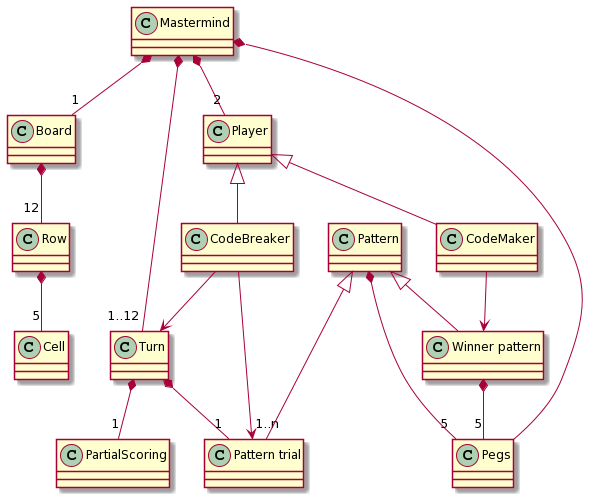 C Mastermind
1
2
C Board
C Player
12
C Row
C CodeBreaker
C Pattern
C CodeMaker
5
1..12
C Cell
C Turn
C Winner pattern
1
1
1..n
5
5
C PartialScoring
C Pattern trial
C Pegs